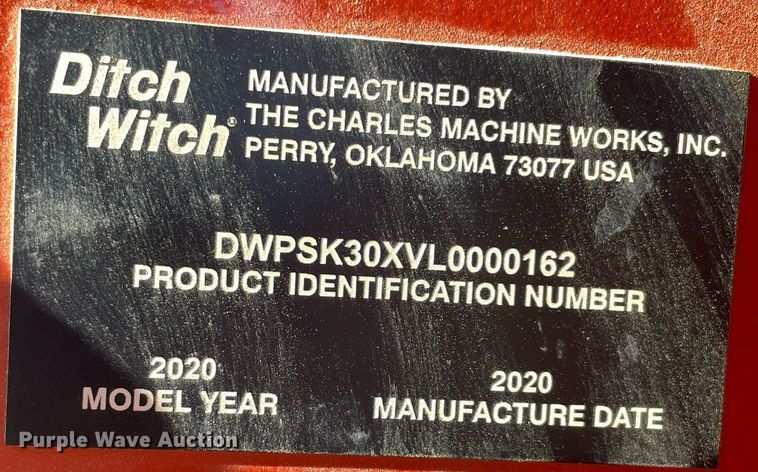 Ditch
Witch®
MANUFACTURED BY
THE CHARLES MACHINE WORKS, INC.
PERRY, OKLAHOMA 73077 USA
DWPSK30XVL0000162
PRODUCT IDENTIFICATION NUMBER
2020
MODEL YEAR
2020
MANUFACTURE DATE
Purple Wave Auction